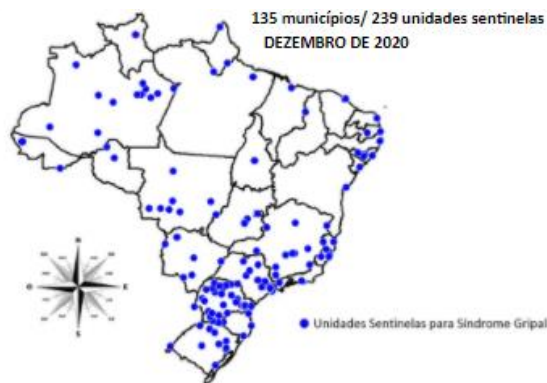 135 municípios/ 239 unidades sentinelas
DEZEMBRO DE 2020
N
O
E
S
Unidades Sentinelas para Síndrome Gripal